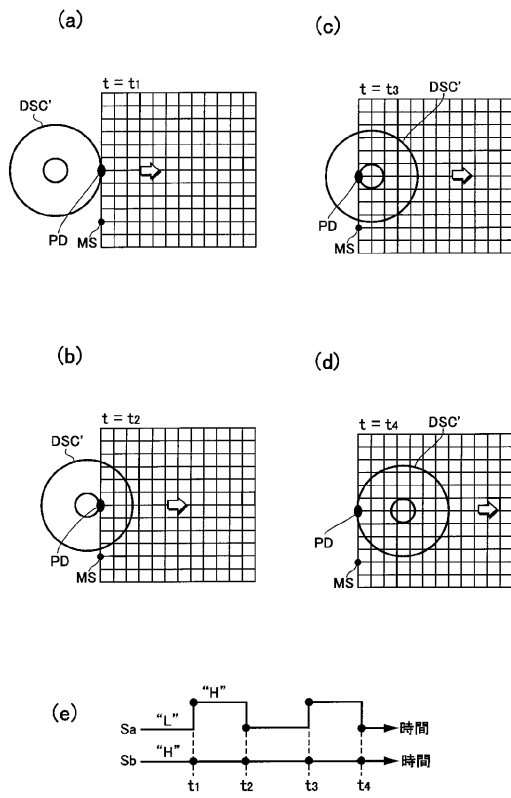 (a)
t = t1
DSC'
PD
MS
(b)
t = t2
DSC'
PD
MS
(c)
t = t3
DSC'
PD
MS
(d)
t = t4
DSC'
PD
MS
(e)
Sa "L" "H" 時間
Sb "H" 時間
t1 t2 t3 t4